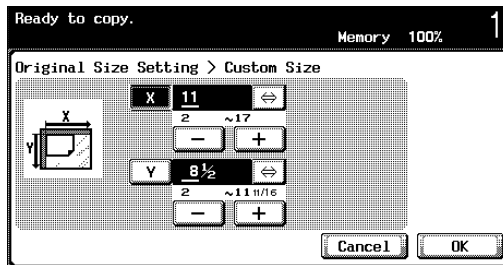 Ready to copy.
Memory 100% 1
Original Size Setting > Custom Size
X 11 ⇔
2 ~17
− +
X
Y
Y 8½ ⇔
2 ~11 11/16
− +
Cancel OK